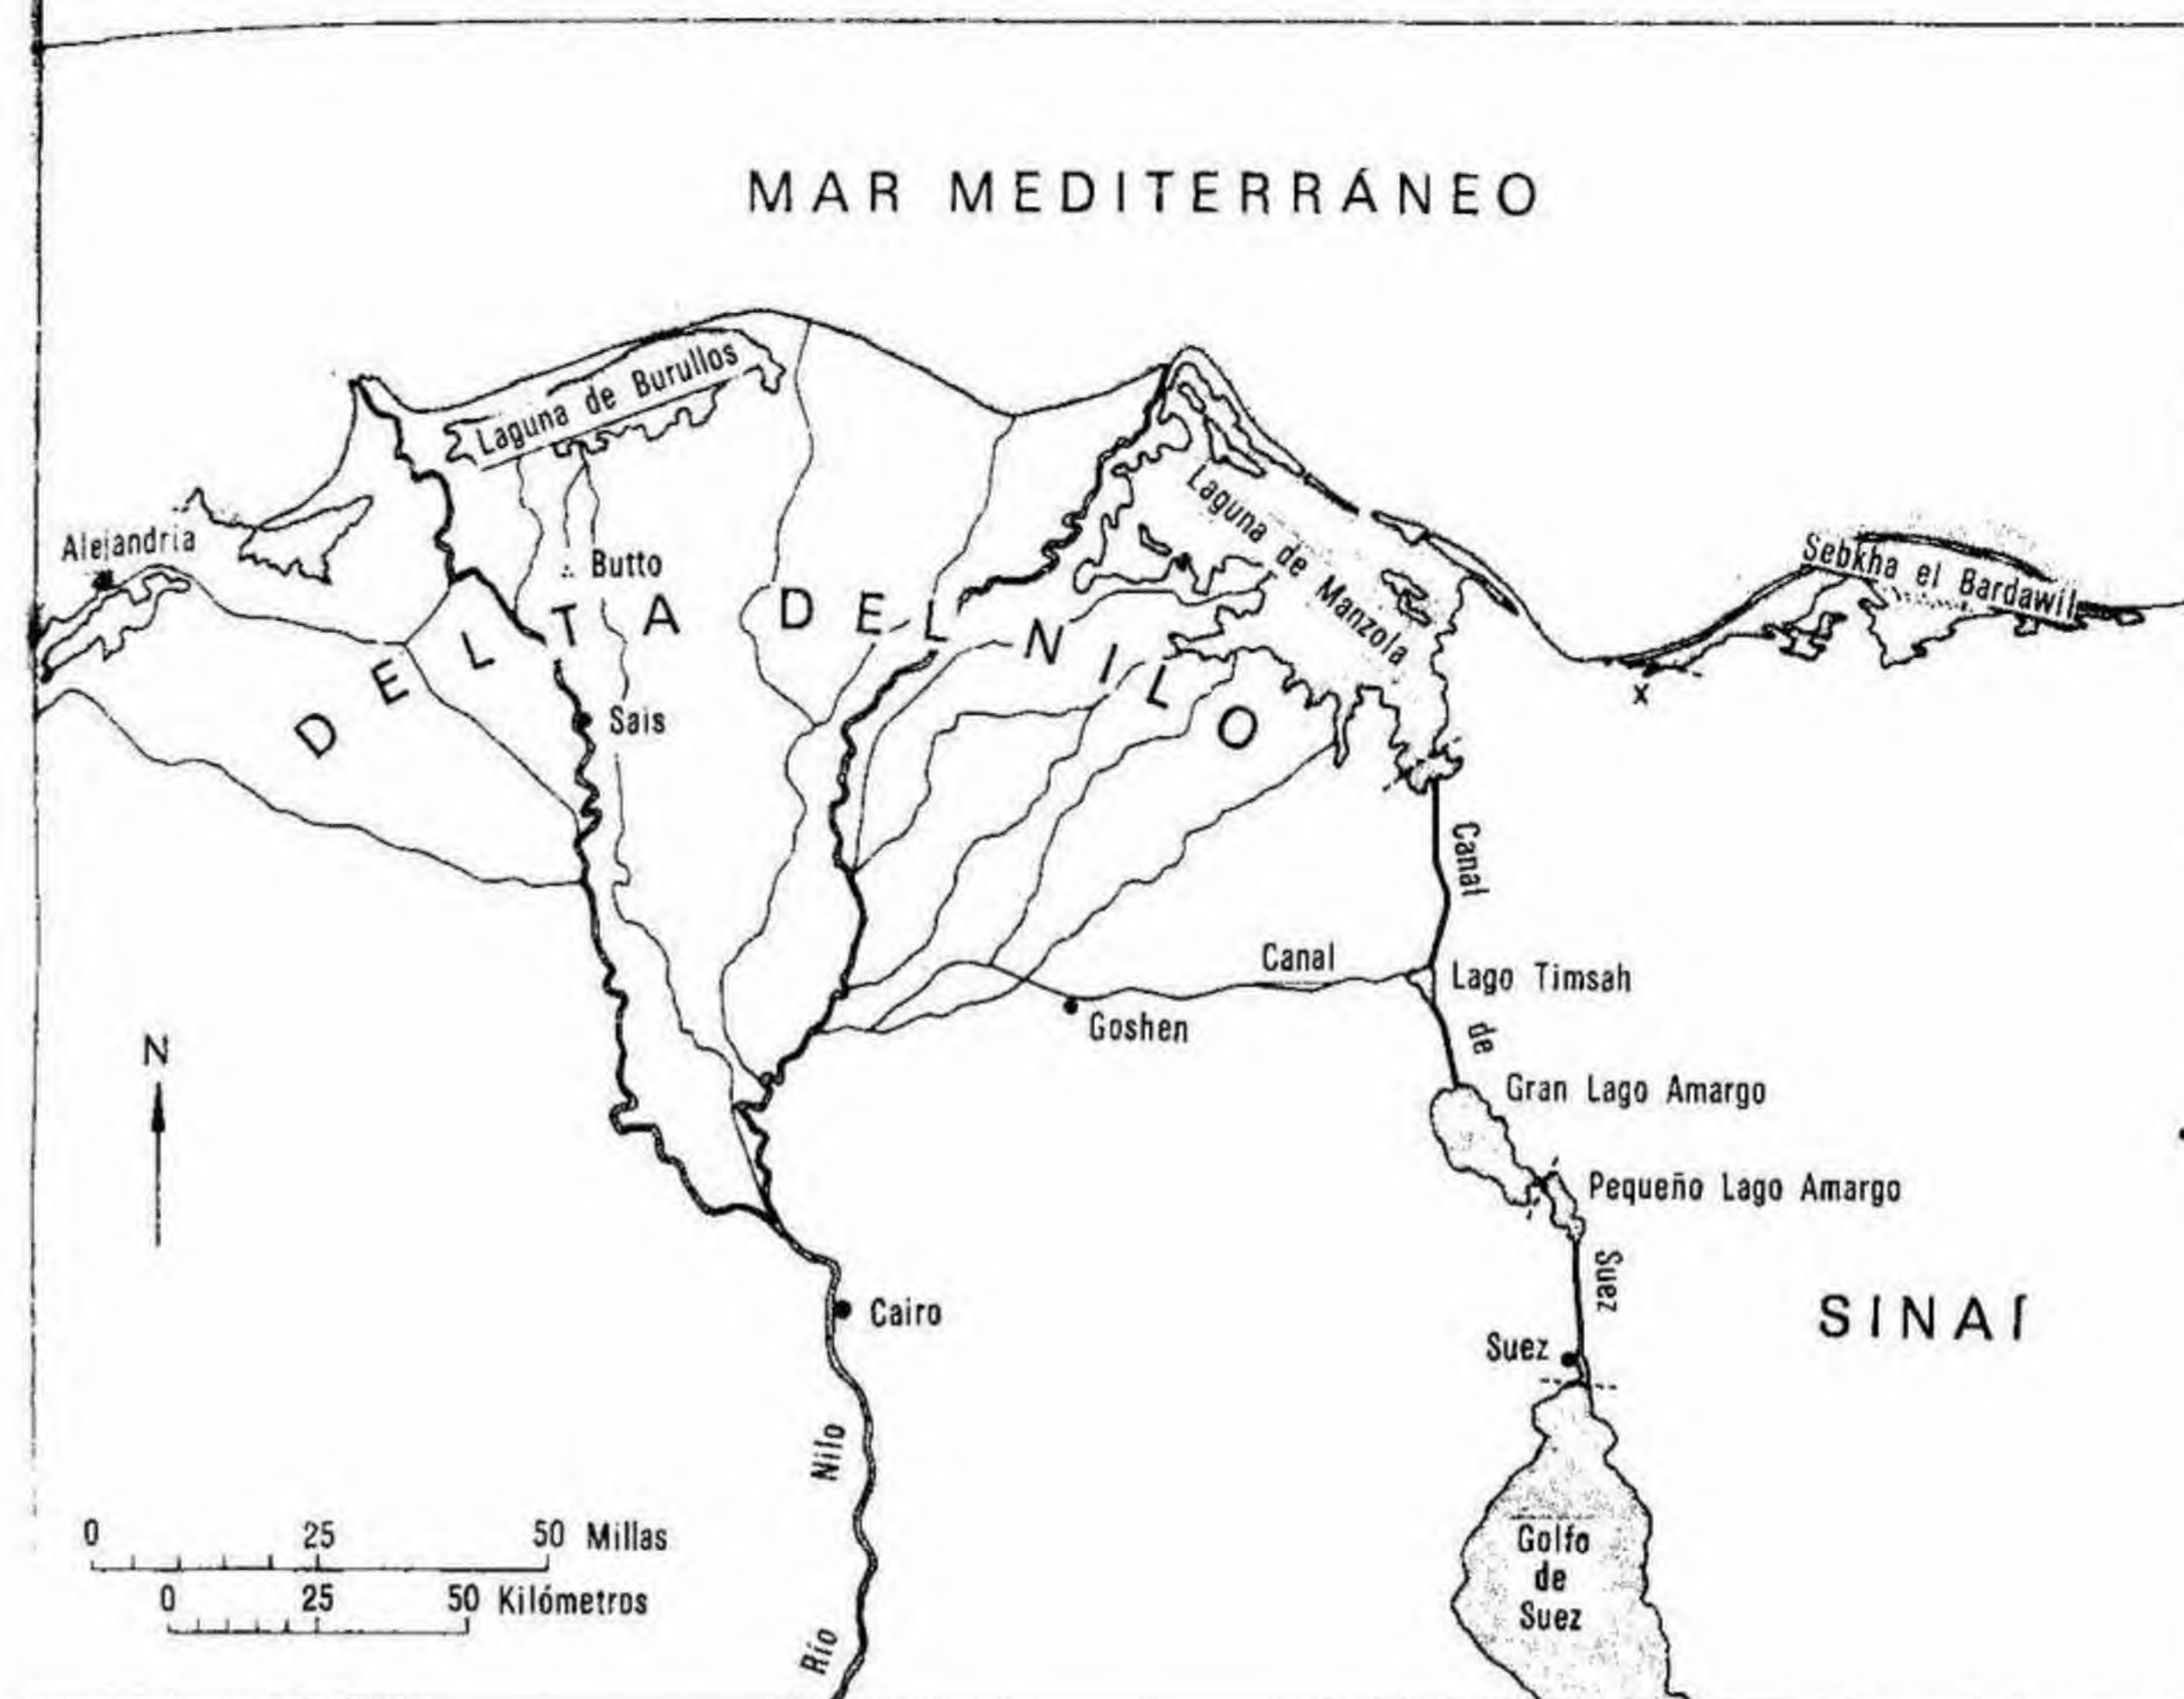 MAR MEDITERRÁNEO
Laguna de Burullos
Alejandría
Butto
Laguna de Manzola
Sebkha el Bardawil
DELTA DEL NILO
x
Sais
Canal de Suez
Canal
Lago Timsah
Goshen
N
Gran Lago Amargo
Pequeño Lago Amargo
Cairo
SINAÍ
Suez
Río Nilo
Golfo
de
Suez
0 25 50 Millas
0 25 50 Kilómetros